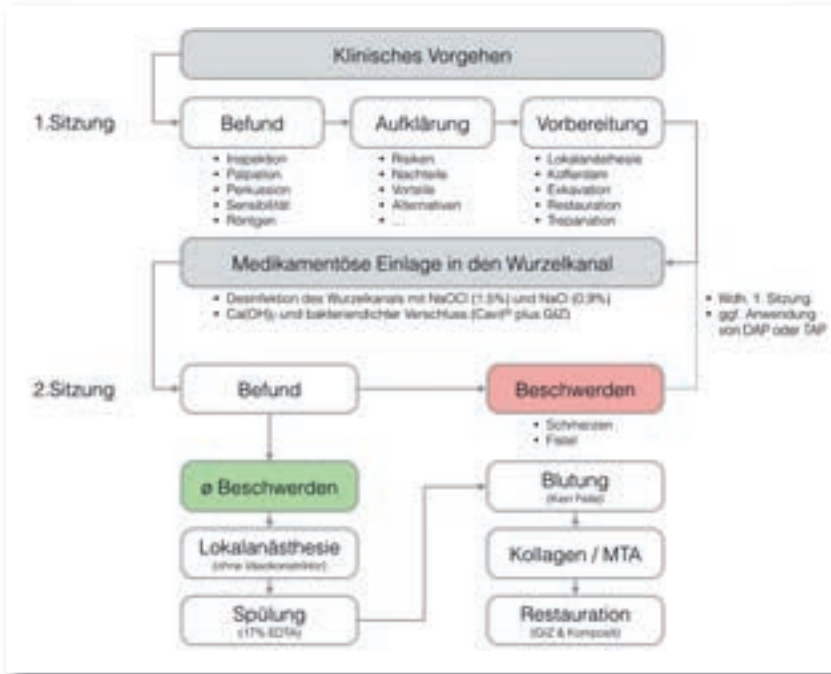 Klinisches Vorgehen
1.Sitzung
Befund
Aufklärung
Vorbereitung
• Inspektion
• Palpation
• Perkussion
• Sensibilität
• Röntgen
• Risiken
• Nachteile
• Vorteile
• Alternativen
• ...
• Lokalanästhesie
• Kofferdam
• Exkavation
• Restauration
• Trepanation
Medikamentöse Einlage in den Wurzelkanal
• Desinfektion des Wurzelkanals mit NaOCl (1.5%) und NaCl (0.9%)
• Ca(OH)₂ und bakteriendichter Verschluss (Cavit® plus GIZ)
• Wdh. 1. Sitzung
• ggf. Anwendung
von DAP oder TAP
2.Sitzung
Befund
Beschwerden
• Schmerzen
• Fistel
ø Beschwerden
Blutung
Lokalanästhesie
(ohne Vasokonstriktor)
Kollagen / MTA
Spülung
(17% EDTA)
Restauration
(GIZ & Komposit)